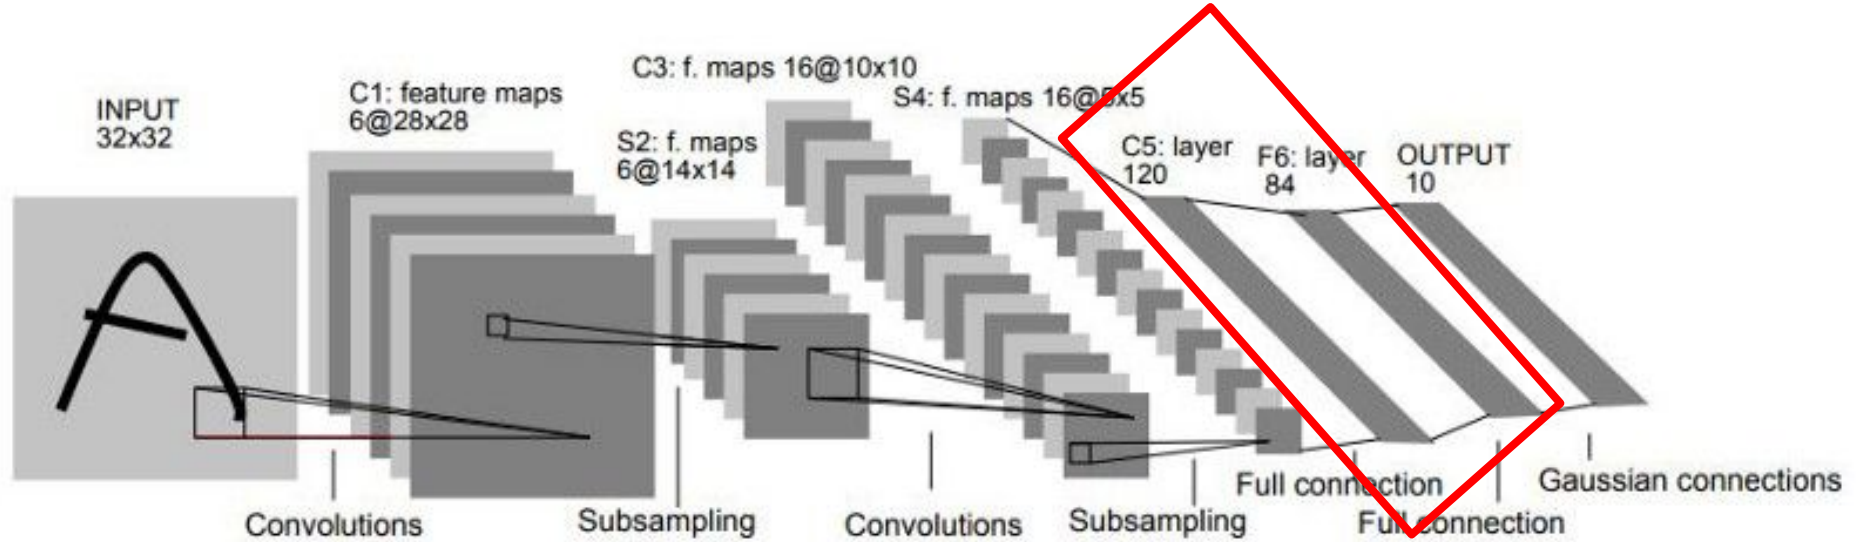 INPUT
32x32
C1: feature maps
6@28x28
C3: f. maps 16@10x10
S2: f. maps
6@14x14
S4: f. maps 16@5x5
C5: layer
120
F6: layer
84
OUTPUT
10
Convolutions
Subsampling
Convolutions
Subsampling
Full connection
Full connection
Gaussian connections